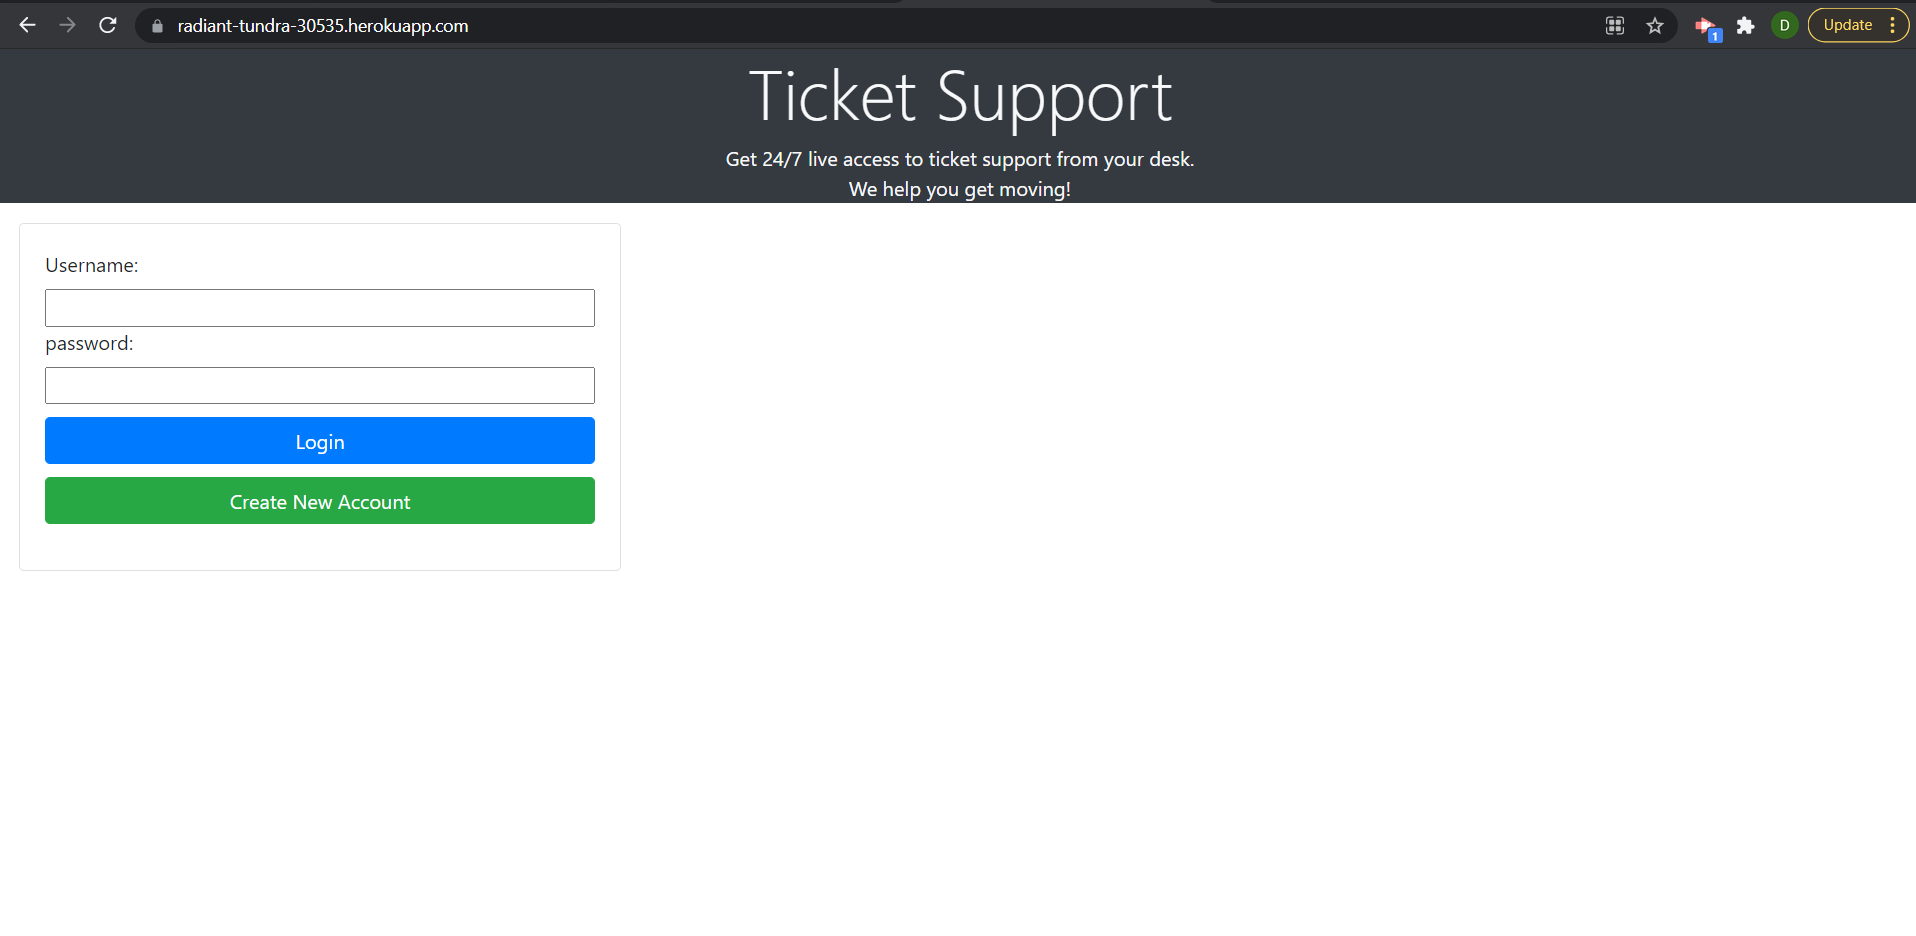 radiant-tundra-30535.herokuapp.com
1
D
Update
Ticket Support
Get 24/7 live access to ticket support from your desk.
We help you get moving!
Username:
password:
Login
Create New Account